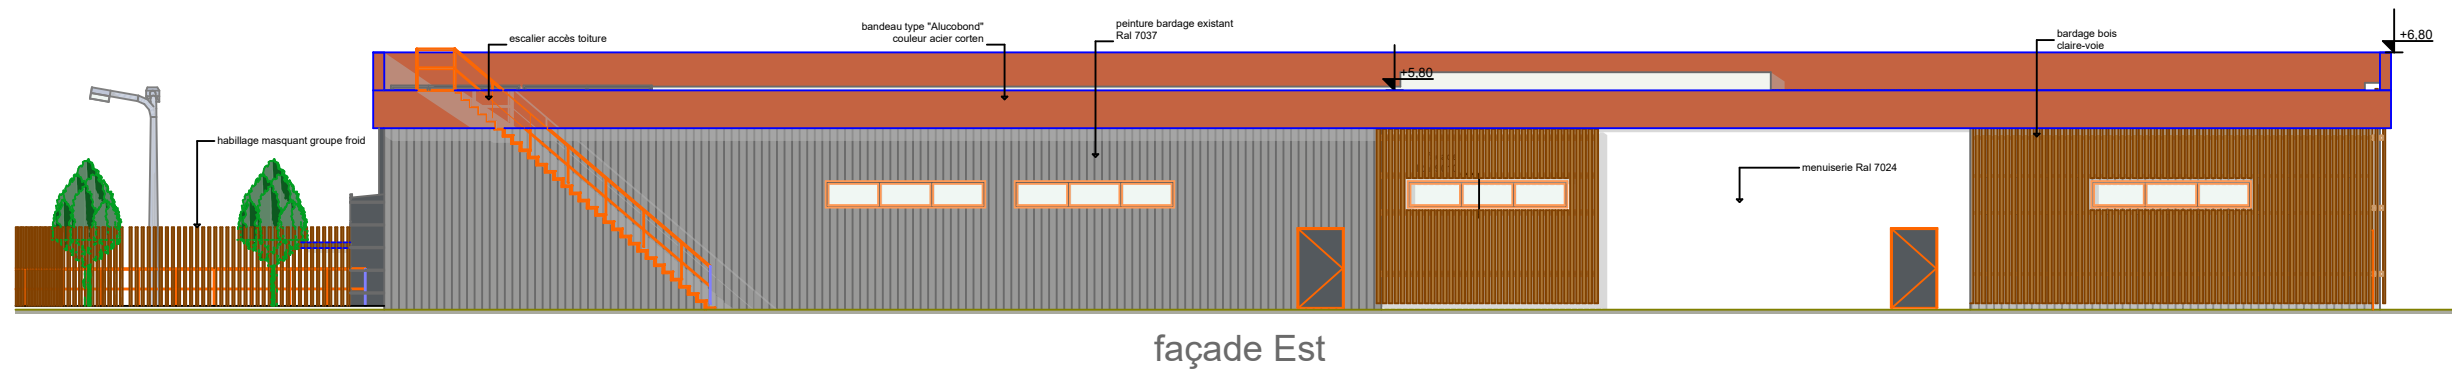 escalier accès toiture
bandeau type "Alucobond"
couleur acier corten
peinture bardage existant
Ral 7037
+5,80
bardage bois
claire-voie
+6,80
habillage masquant groupe froid
menuiserie Ral 7024
façade Est